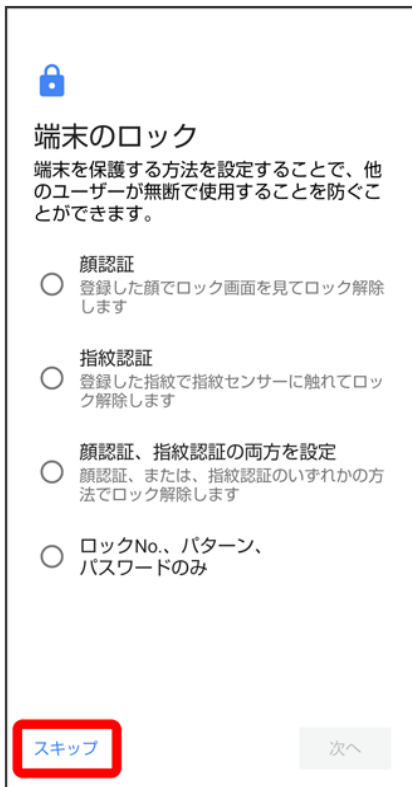 端末のロック
端末を保護する方法を設定することで、他
のユーザーが無断で使用することを防ぐこ
とができます。
顔認証
登録した顔でロック画面を見てロック解除
します
指紋認証
登録した指紋で指紋センサーに触れてロッ
ク解除します
顔認証、指紋認証の両方を設定
顔認証、または、指紋認証のいずれかの方
法でロック解除します
ロックNo.、パターン、
パスワードのみ
スキップ
次へ